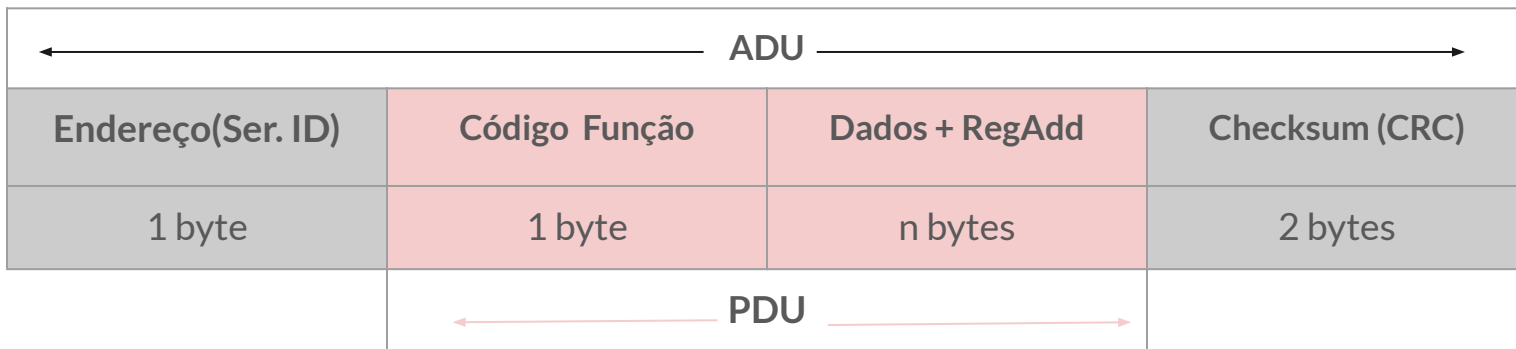 ADU
Endereço(Ser. ID) Código Função Dados + RegAdd Checksum (CRC)
1 byte 1 byte n bytes 2 bytes
PDU